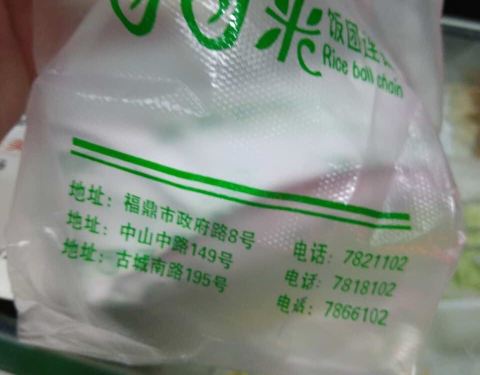 米 饭团连
Rice ball chain
地址：福鼎市政府路8号 电话：7821102
地址：中山中路149号 电话：7818102
地址：古城南路195号 电话：7866102